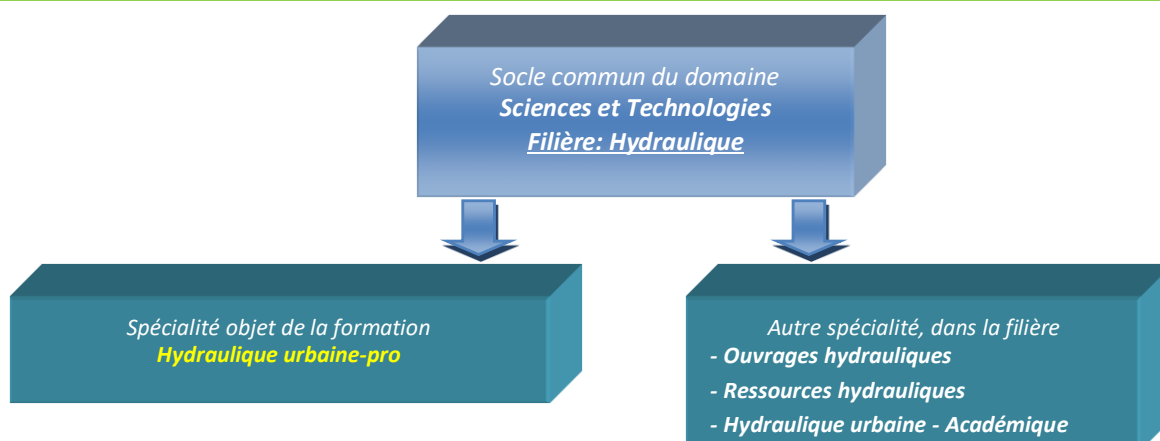 Socle commun du domaine
Sciences et Technologies
Filière: Hydraulique
Spécialité objet de la formation
Hydraulique urbaine-pro
Autre spécialité, dans la filière
- Ouvrages hydrauliques
- Ressources hydrauliques
- Hydraulique urbaine - Académique